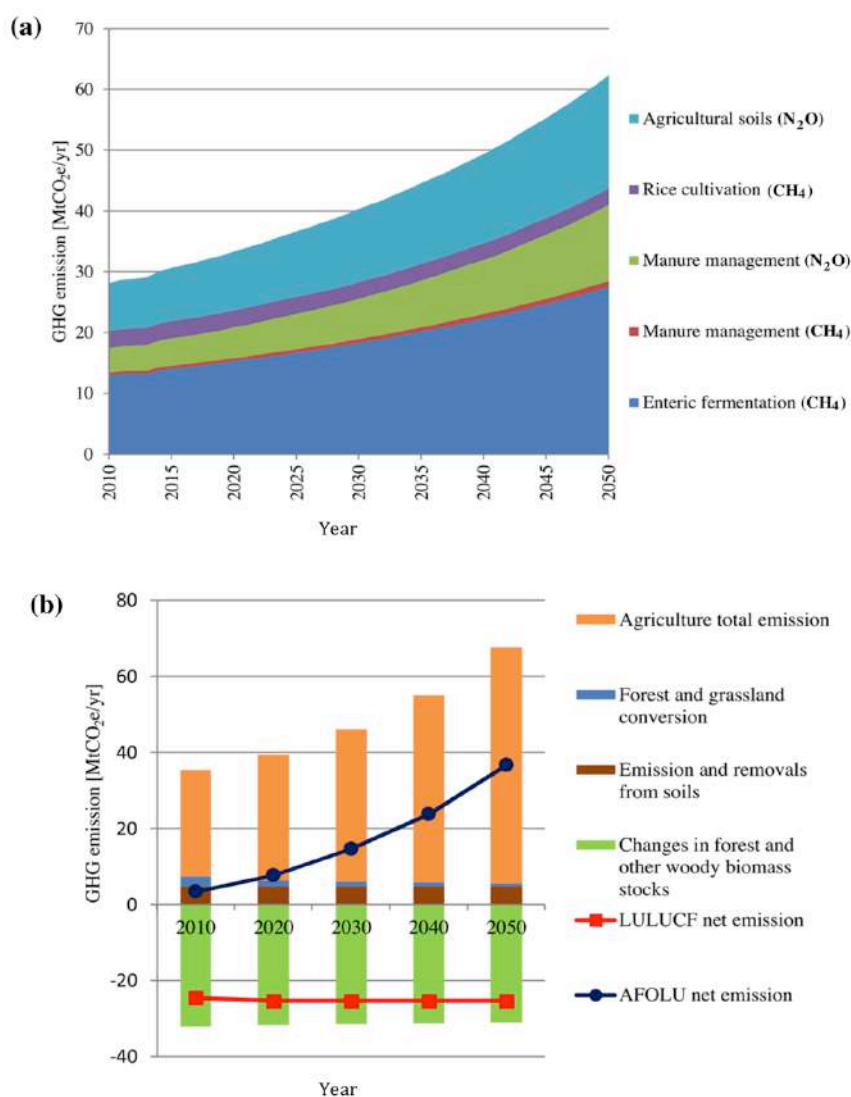 (a)
70
60
50
40
30
20
10
0
GHG emission [MtCO₂e/yr]
2010
2015
2020
2025
2030
2035
2040
2045
2050
Year
Agricultural soils (N₂O)
Rice cultivation (CH₄)
Manure management (N₂O)
Manure management (CH₄)
Enteric fermentation (CH₄)
(b)
80
60
40
20
0
-20
-40
GHG emission [MtCO₂e/yr]
2010
2020
2030
2040
2050
Year
Agriculture total emission
Forest and grassland
conversion
Emission and removals
from soils
Changes in forest and
other woody biomass
stocks
LULUCF net emission
AFOLU net emission